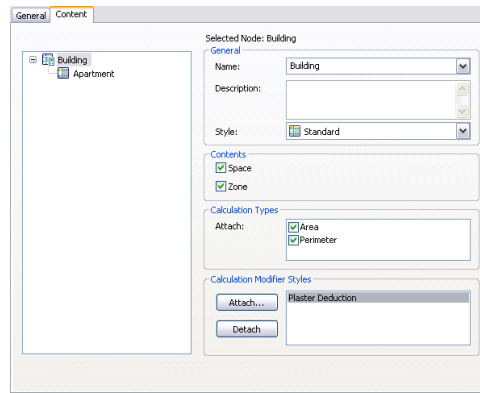 General Content
Selected Node: Building
Building
Apartment
General
Name: Building
Description:
Style: Standard
Contents
Space
Zone
Calculation Types
Attach: Area
Perimeter
Calculation Modifier Styles
Attach... Plaster Deduction
Detach